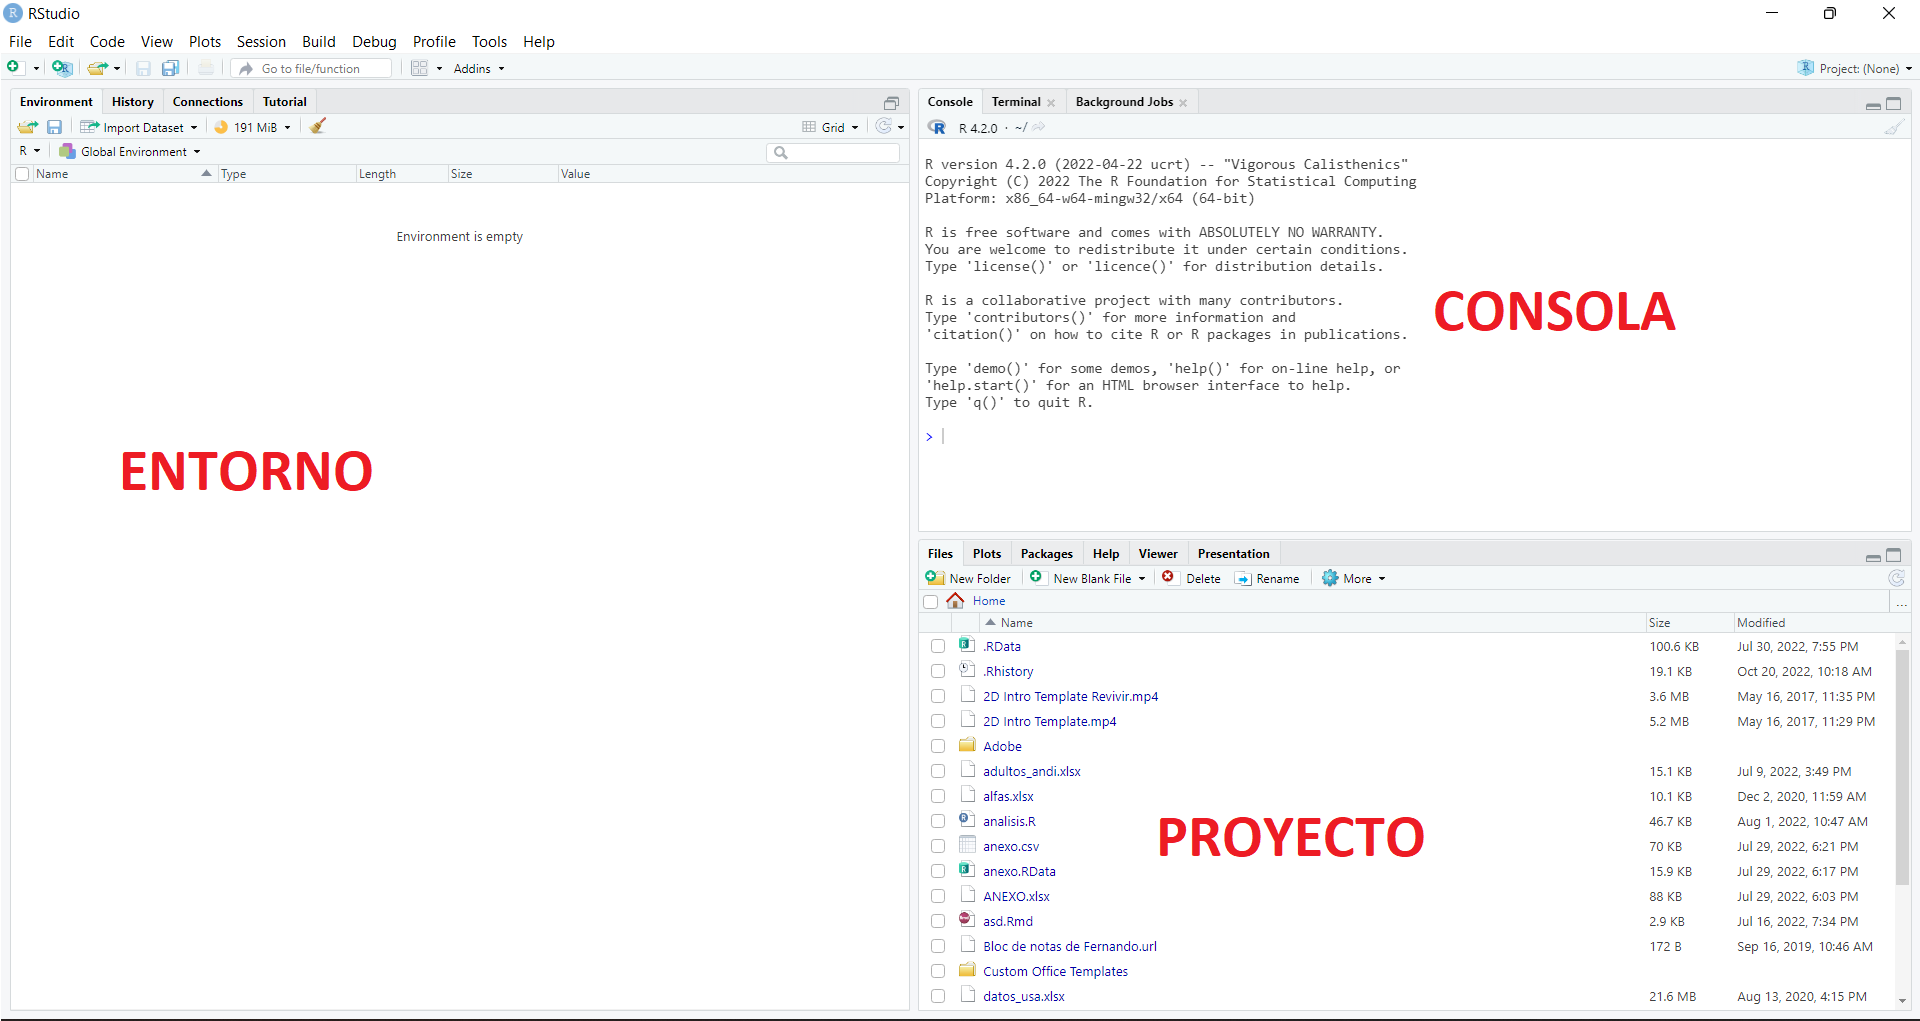 RStudio
File Edit Code View Plots Session Build Debug Profile Tools Help
Go to file/function Addins Project: (None)
Environment History Connections Tutorial
Import Dataset 191 MiB Grid
R Global Environment
Name Type Length Size Value
Environment is empty
ENTORNO
Console Terminal Background Jobs
R 4.2.0 · ~/
R version 4.2.0 (2022-04-22 ucrt) -- "Vigorous Calisthenics"
Copyright (C) 2022 The R Foundation for Statistical Computing
Platform: x86_64-w64-mingw32/x64 (64-bit)
R is free software and comes with ABSOLUTELY NO WARRANTY.
You are welcome to redistribute it under certain conditions.
Type 'license()' or 'licence()' for distribution details.
R is a collaborative project with many contributors.
Type 'contributors()' for more information and
'citation()' on how to cite R or R packages in publications.
Type 'demo()' for some demos, 'help()' for on-line help, or
'help.start()' for an HTML browser interface to help.
Type 'q()' to quit R.
>
CONSOLA
Files Plots Packages Help Viewer Presentation
New Folder New Blank File Delete Rename More
Home ...
Name Size Modified
.RData 100.6 KB Jul 30, 2022, 7:55 PM
.Rhistory 19.1 KB Oct 20, 2022, 10:18 AM
2D Intro Template Revivir.mp4 3.6 MB May 16, 2017, 11:35 PM
2D Intro Template.mp4 5.2 MB May 16, 2017, 11:29 PM
Adobe
adultos_andi.xlsx 15.1 KB Jul 9, 2022, 3:49 PM
alfas.xlsx 10.1 KB Dec 2, 2020, 11:59 AM
analisis.R 46.7 KB Aug 1, 2022, 10:47 AM
anexo.csv 70 KB Jul 29, 2022, 6:21 PM
anexo.RData 15.9 KB Jul 29, 2022, 6:17 PM
ANEXO.xlsx 88 KB Jul 29, 2022, 6:03 PM
asd.Rmd 2.9 KB Jul 16, 2022, 7:34 PM
Bloc de notas de Fernando.url 172 B Sep 16, 2019, 10:46 AM
Custom Office Templates
datos_usa.xlsx 21.6 MB Aug 13, 2020, 4:15 PM
PROYECTO